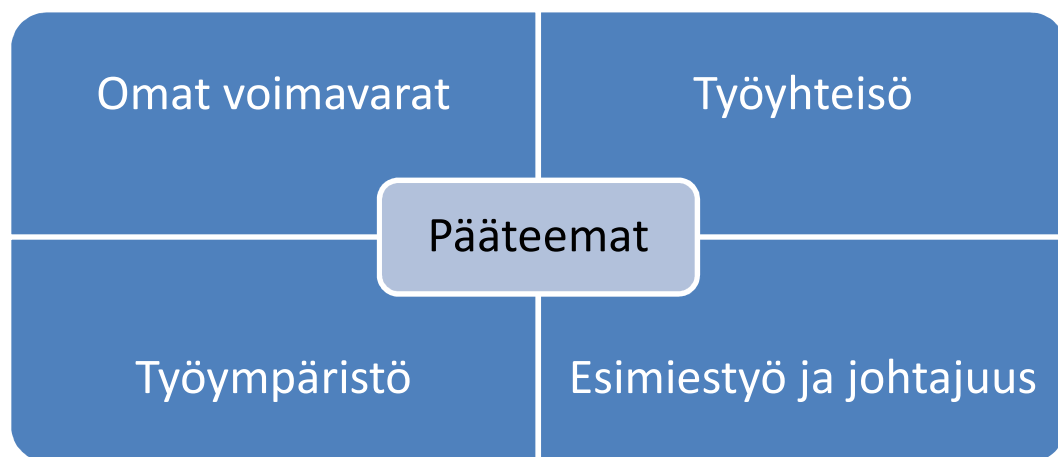 Omat voimavarat
Työyhteisö
Pääteemat
Työympäristö
Esimiestyö ja johtajuus